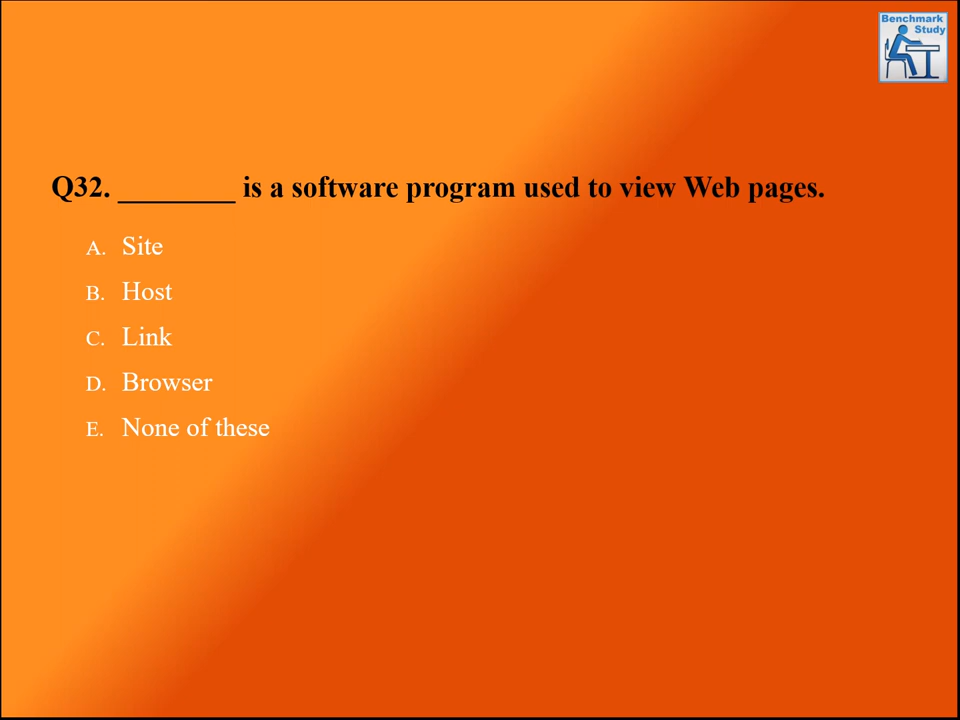 Benchmark
Study
Q32. ________ is a software program used to view Web pages.
A. Site
B. Host
C. Link
D. Browser
E. None of these